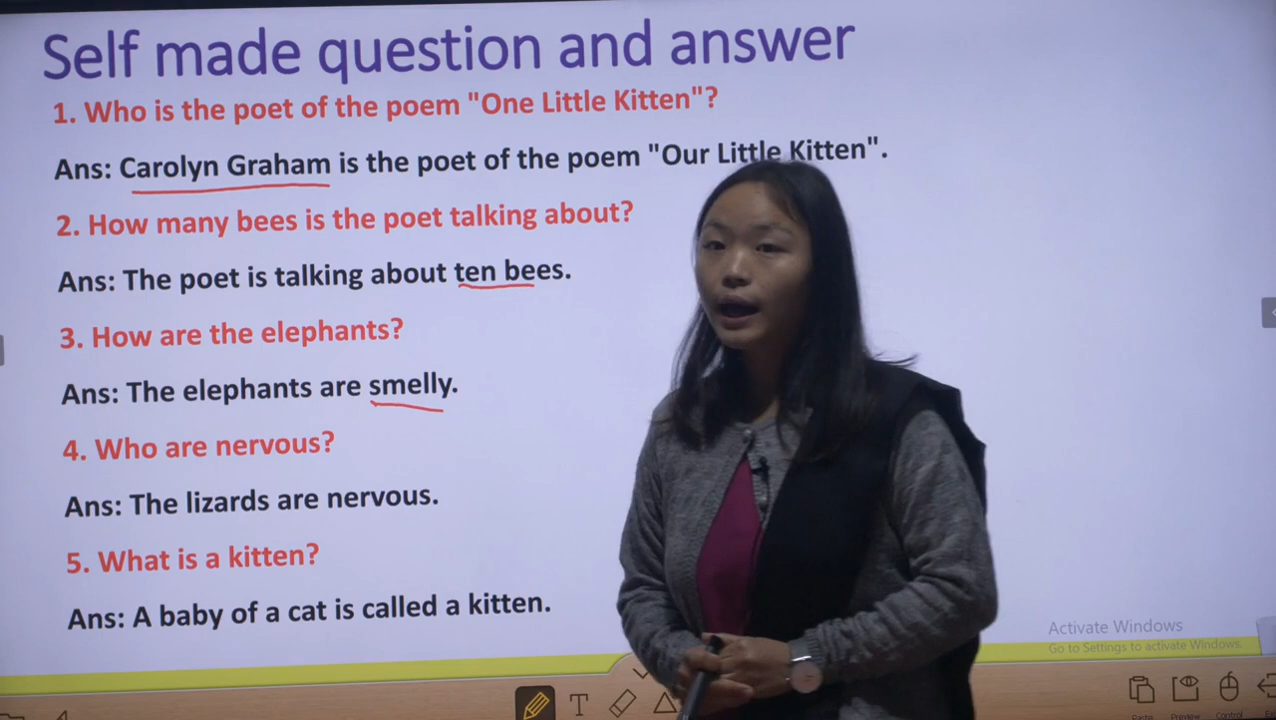 Self made question and answer
1. Who is the poet of the poem "One Little Kitten"?
Ans: Carolyn Graham is the poet of the poem "Our Little Kitten".
2. How many bees is the poet talking about?
Ans: The poet is talking about ten bees.
3. How are the elephants?
Ans: The elephants are smelly.
4. Who are nervous?
Ans: The lizards are nervous.
5. What is a kitten?
Ans: A baby of a cat is called a kitten.
Activate Windows
Go to Settings to activate Windows.
T
Paste Preview Control